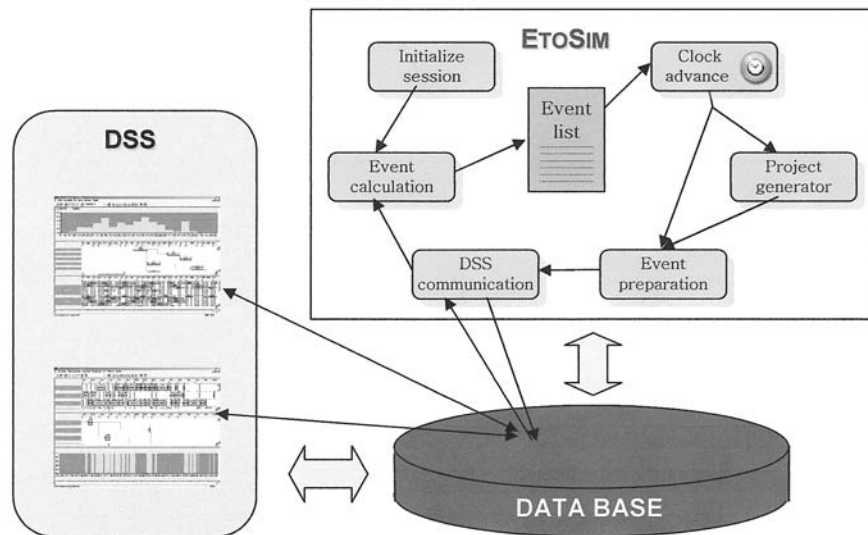 ETOSIM
Initialize
session
Clock
advance
Event
list
DSS
Event
calculation
Project
generator
DSS
communication
Event
preparation
DATA BASE